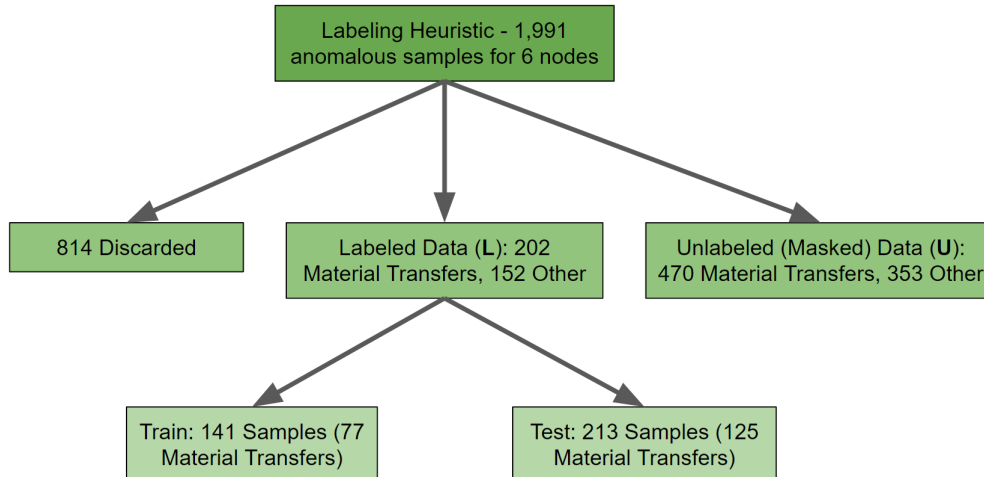 Labeling Heuristic - 1,991
anomalous samples for 6 nodes
814 Discarded
Labeled Data (L): 202
Material Transfers, 152 Other
Unlabeled (Masked) Data (U):
470 Material Transfers, 353 Other
Train: 141 Samples (77
Material Transfers)
Test: 213 Samples (125
Material Transfers)